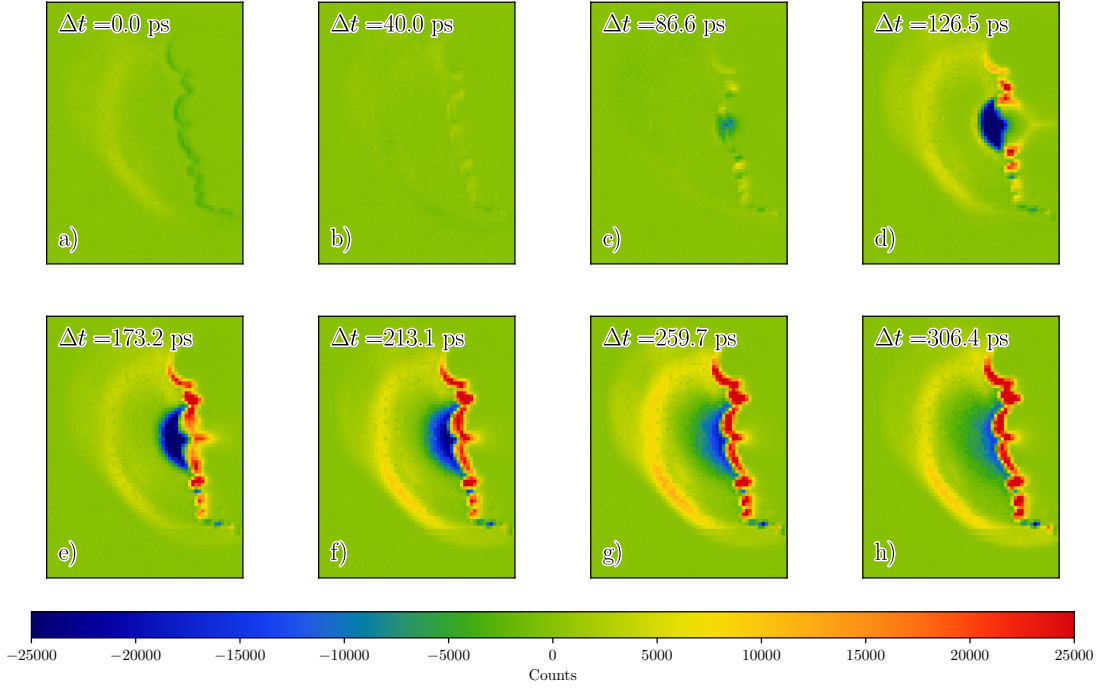 Δt =0.0 ps
Δt =40.0 ps
Δt =86.6 ps
Δt =126.5 ps
a)
b)
c)
d)
Δt =173.2 ps
Δt =213.1 ps
Δt =259.7 ps
Δt =306.4 ps
e)
f)
g)
h)
−25000 −20000 −15000 −10000 −5000 0 5000 10000 15000 20000 25000
Counts